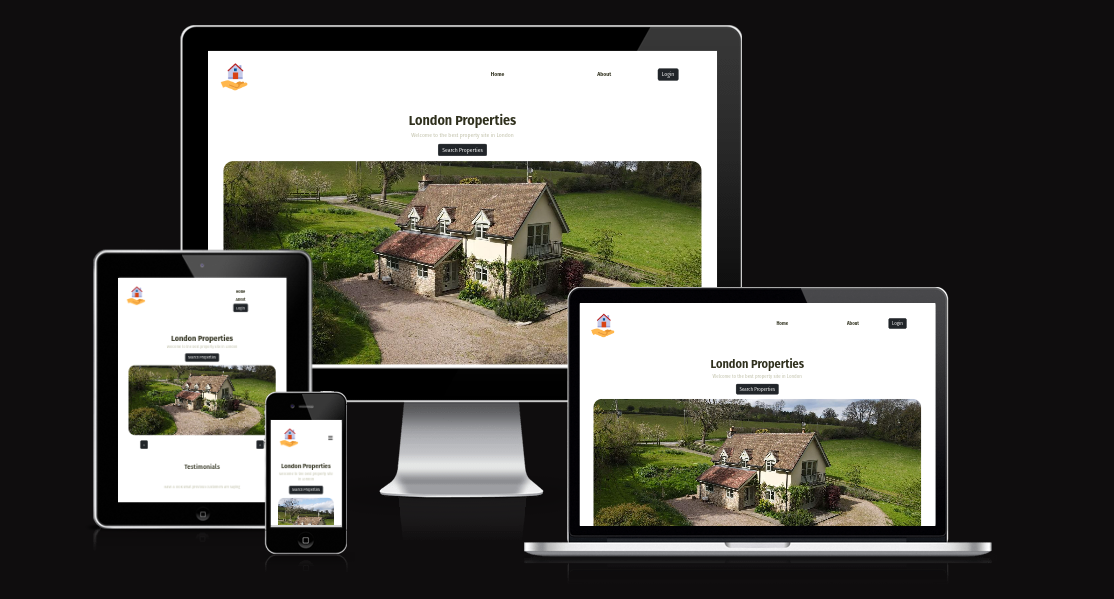 Home
About
Login
London Properties
Welcome to the best property site in London
Search Properties
HOME
ABOUT
Login
London Properties
Welcome to the best property site in London
Search Properties
Testimonials
London Properties
Welcome to the best property site
in London
Search Properties
Home
About
Login
London Properties
Welcome to the best property site in London
Search Properties